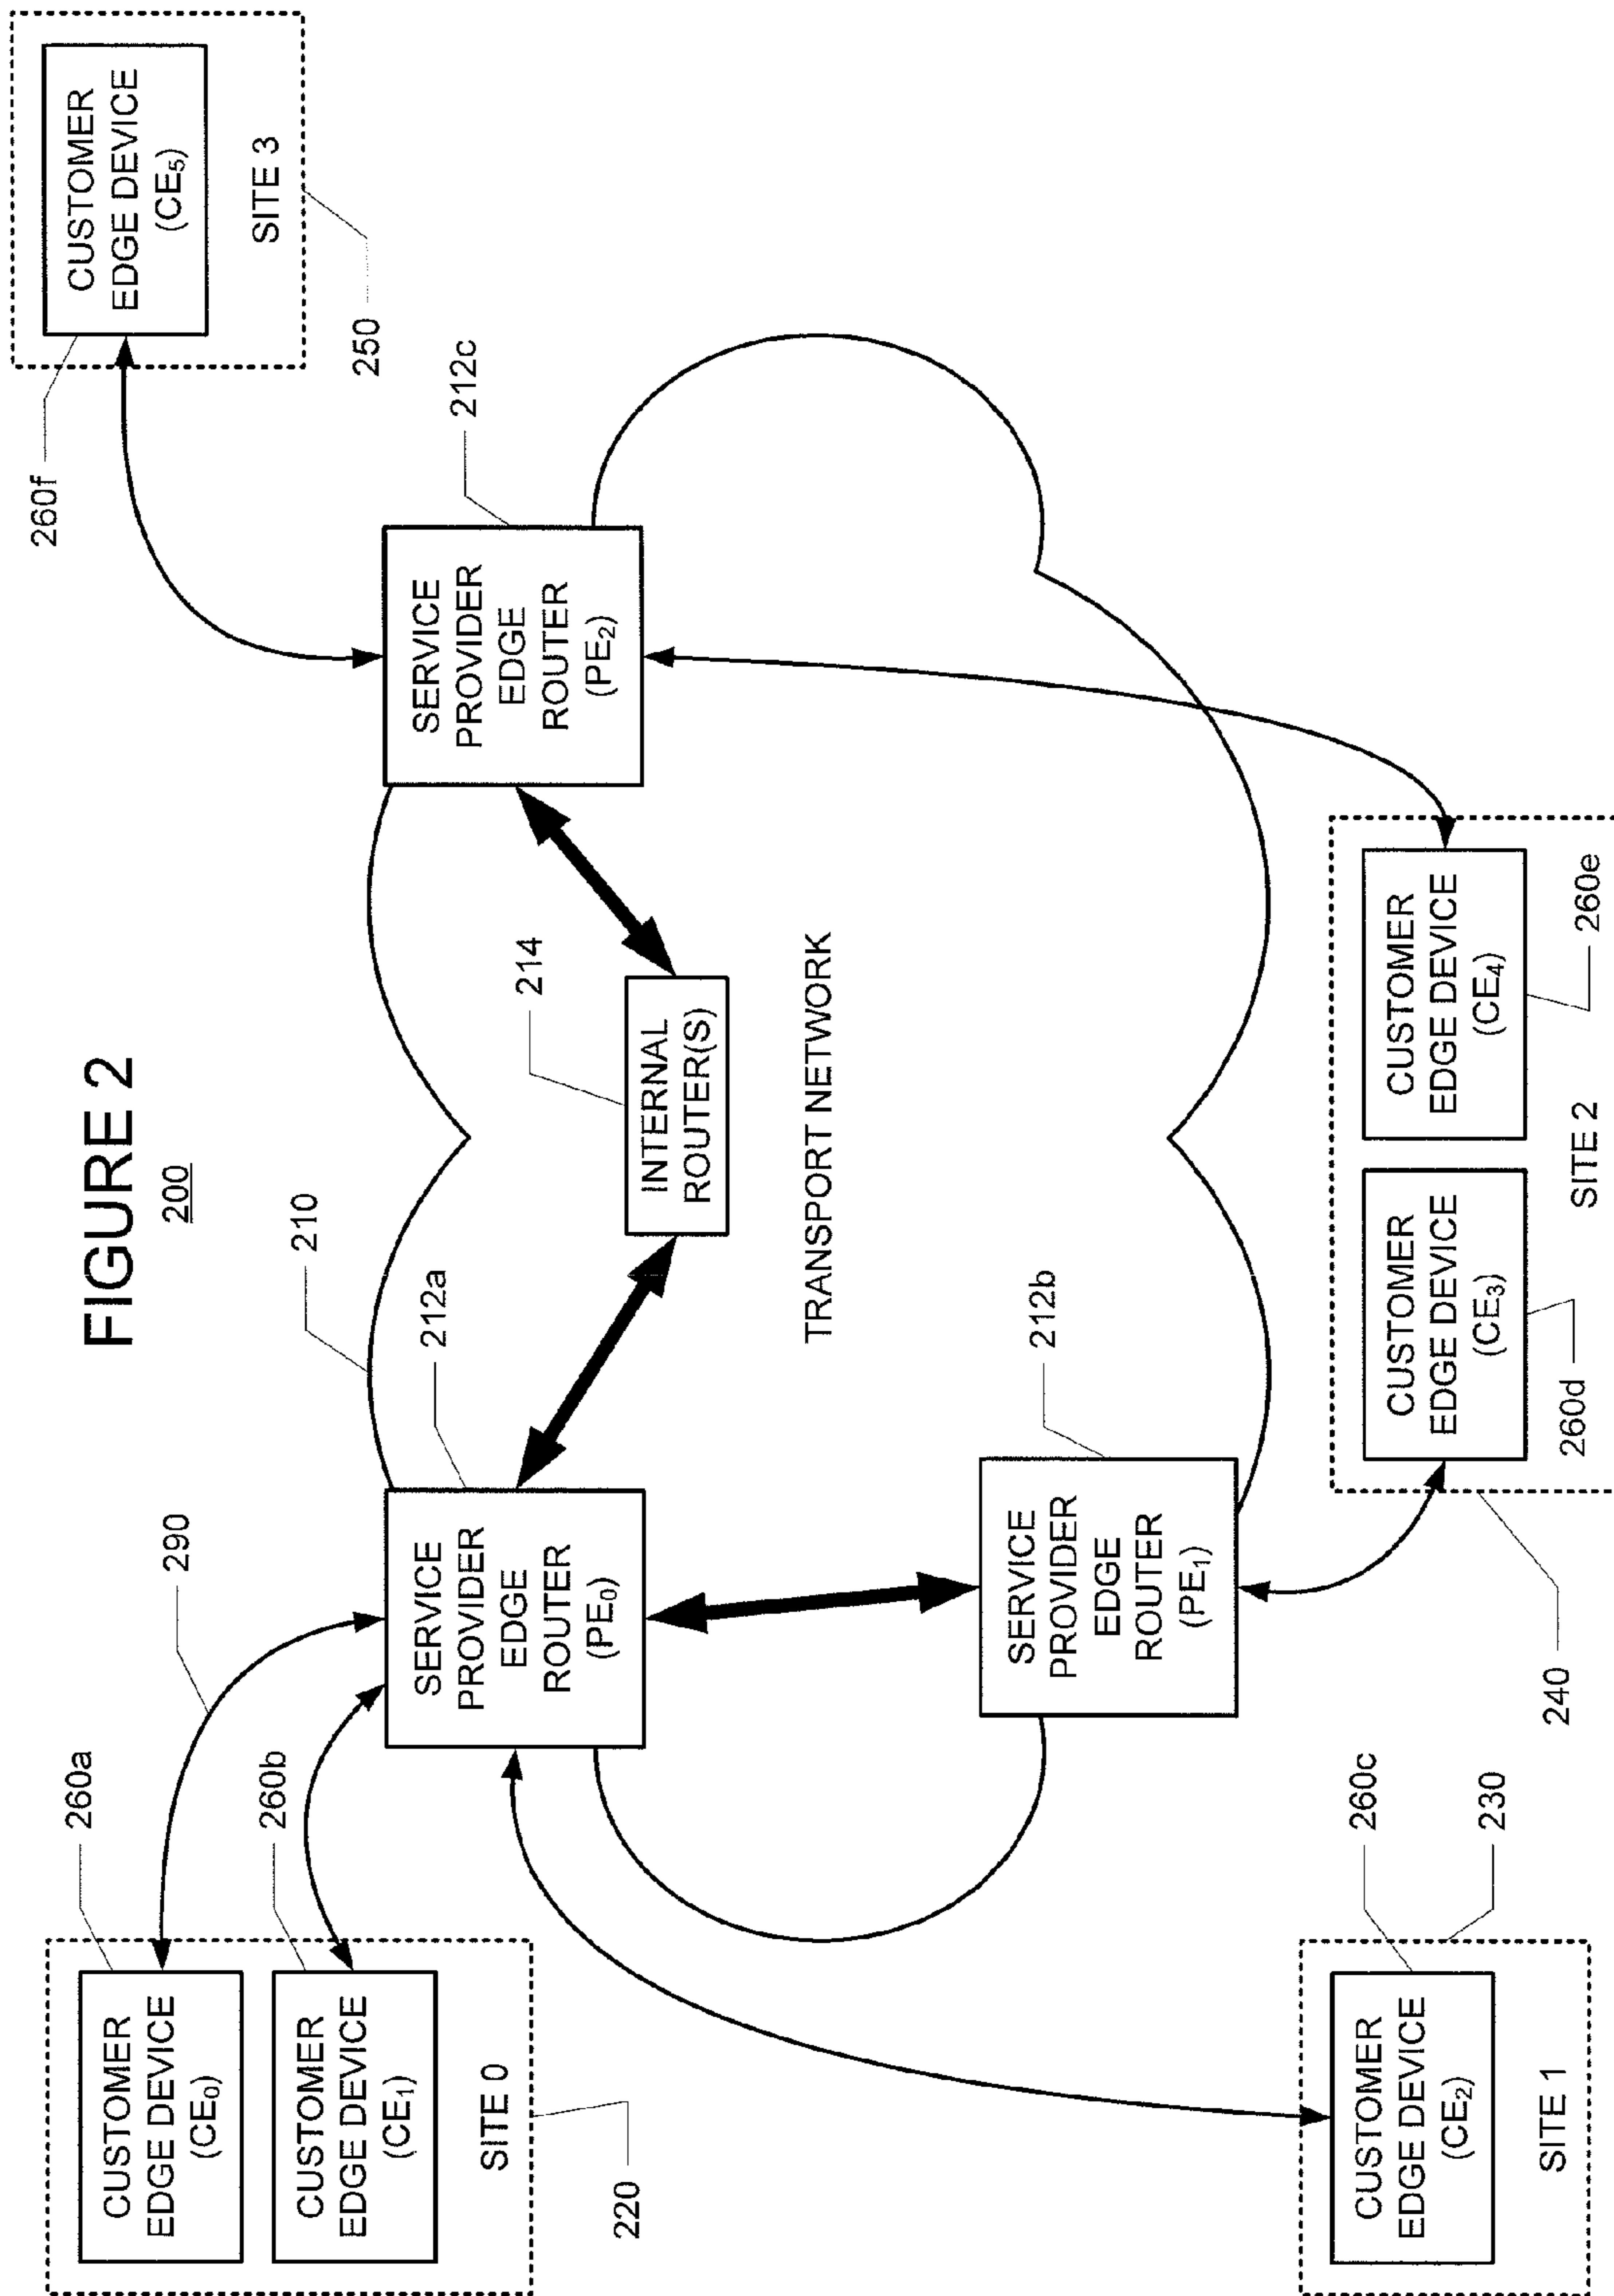 FIGURE 2
200
260a
CUSTOMER
EDGE DEVICE
(CE₀)
260b
CUSTOMER
EDGE DEVICE
(CE₁)
SITE 0
220
290
210
212a
SERVICE
PROVIDER
EDGE
ROUTER
(PE₀)
214
INTERNAL
ROUTER(S)
212c
SERVICE
PROVIDER
EDGE
ROUTER
(PE₂)
260f
CUSTOMER
EDGE DEVICE
(CE₅)
SITE 3
250
TRANSPORT NETWORK
212b
SERVICE
PROVIDER
EDGE
ROUTER
(PE₁)
260c
CUSTOMER
EDGE DEVICE
(CE₂)
SITE 1
230
240
CUSTOMER
EDGE DEVICE
(CE₃)
260d
CUSTOMER
EDGE DEVICE
(CE₄)
260e
SITE 2